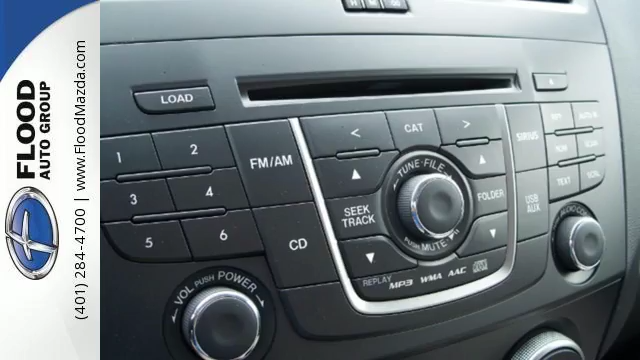 FLOOD
AUTO GROUP
(401) 284-4700 | www.FloodMazda.com
LOAD
1 2
3 4
5 6
FM/AM
CD
VOL PUSH POWER
< CAT >
TUNE·FILE
SEEK
TRACK
FOLDER
PUSH MUTE
REPLAY MP3 WMA AAC
SIRIUS
USB
AUX
TEXT